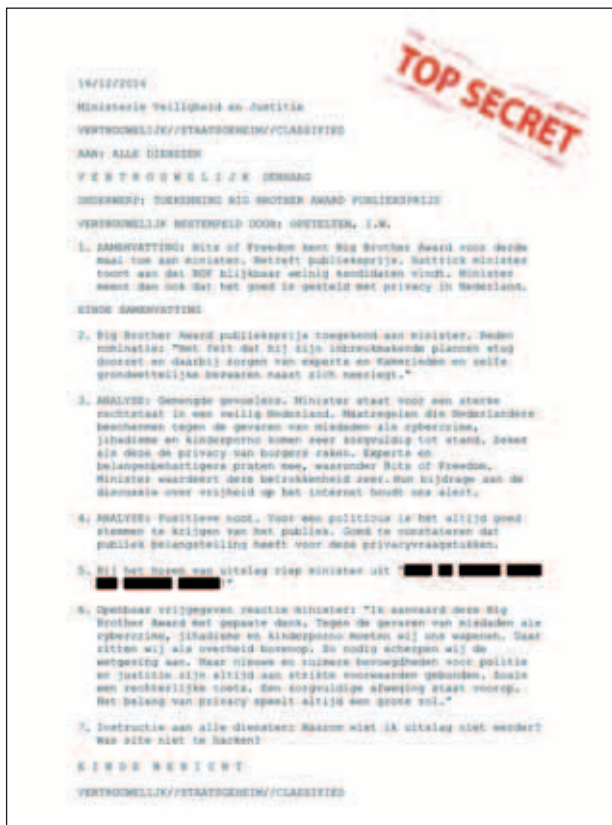 TOP SECRET
16/12/2014
Ministerie Veiligheid en Justitie
VERTROUWELIJK//STAATSGEHEIM//CLASSIFIED
AAN: ALLE DIENSTEN
V E R T R O U W E L I J K DENHAAG
ONDERWERP: TOEKENNING BIG BROTHER AWARD PUBLIEKSPRIJS
VERTROUWELIJK BESTEMPELD DOOR: OPSTELTEN, I.W.
1. SAMENVATTING: Bits of Freedom kent Big Brother Award voor derde
maal toe aan minister. Betreft publieksprijs. Hattrick minister
toont aan dat BOF blijkbaar weinig kandidaten vindt. Minister
meent dan ook dat het goed is gesteld met privacy in Nederland.
EINDE SAMENVATTING
2. Big Brother Award publieksprijs toegekend aan minister. Reden
nominatie: "Het feit dat hij zijn inbreukmakende plannen stug
doorzet en daarbij zorgen van experts en Kamerleden en zelfs
grondwettelijke bezwaren naast zich neerlegt."
3. ANALYSE: Gemengde gevoelens. Minister staat voor een sterke
rechtstaat in een veilig Nederland. Maatregelen die Nederlanders
beschermen tegen de gevaren van misdaden als cybercrime,
jihadisme en kinderporno komen zeer zorgvuldig tot stand. Zeker
als deze de privacy van burgers raken. Experts en
belangenbehartigers praten mee, waaronder Bits of Freedom.
Minister waardeert deze betrokkenheid zeer. Hun bijdrage aan de
discussie over vrijheid op het internet houdt ons alert.
4. ANALYSE: Positieve noot. Voor een politicus is het altijd goed
stemmen te krijgen van het publiek. Goed te constateren dat
publiek belangstelling heeft voor deze privacyvraagstukken.
5. Bij het horen van uitslag riep minister uit "
!"
6. Openbaar vrijgegeven reactie minister: "Ik aanvaard deze Big
Brother Award met gepaste dank. Tegen de gevaren van misdaden als
cybercrime, jihadisme en kinderporno moeten wij ons wapenen. Daar
zitten wij als overheid bovenop. Zo nodig scherpen wij de
wetgeving aan. Maar nieuwe en ruimere bevoegdheden voor politie
en justitie zijn altijd aan strikte voorwaarden gebonden. Zoals
een rechterlijke toets. Een zorgvuldige afweging staat voorop.
Het belang van privacy speelt altijd een grote rol."
7. Instructie aan alle diensten: Waarom wist ik uitslag niet eerder?
Was site niet te hacken?
E I N D E B E R I C H T
VERTROUWELIJK//STAATSGEHEIM//CLASSIFIED